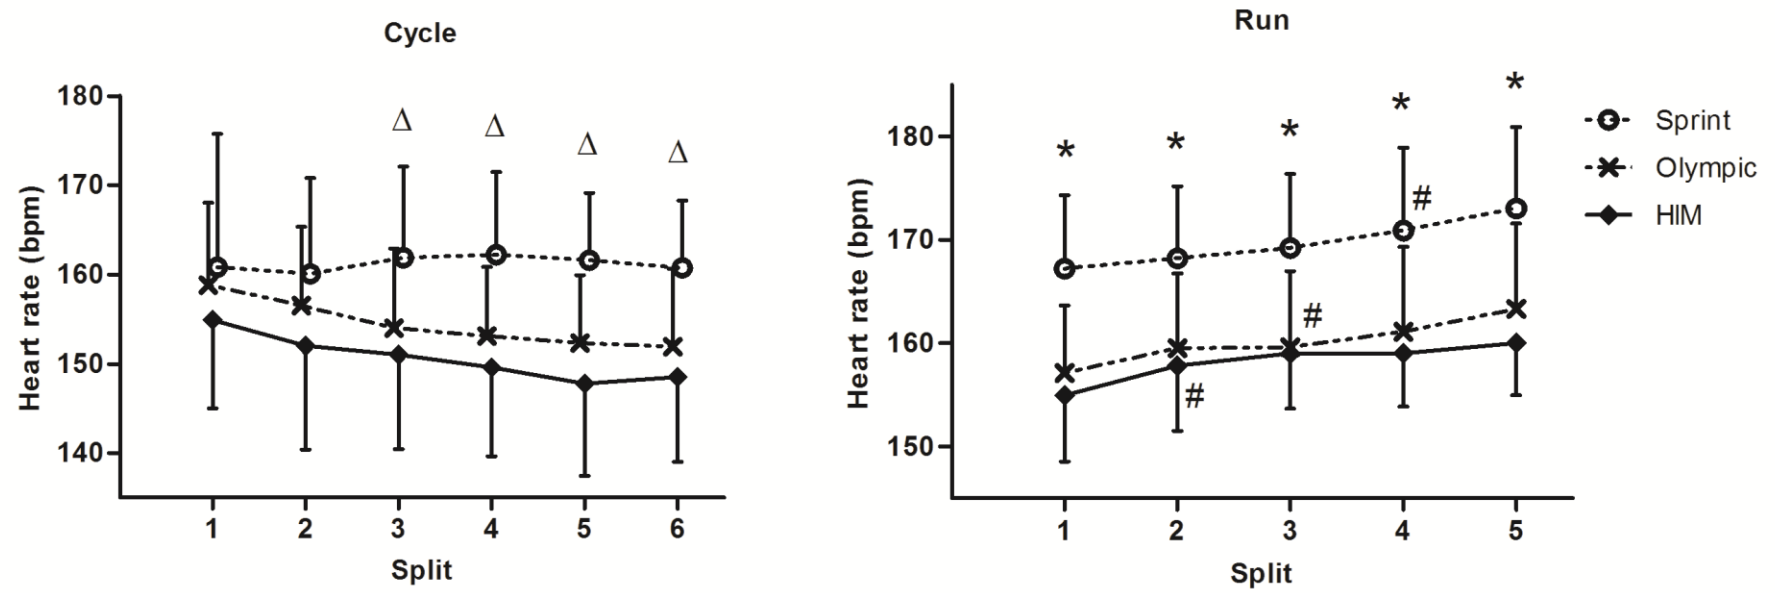 Cycle
Heart rate (bpm)
180
170
160
150
140
Δ Δ Δ Δ
1 2 3 4 5 6
Split
Run
Heart rate (bpm)
180
170
160
150
* * * * *
# # #
1 2 3 4 5
Split
Sprint
Olympic
HIM